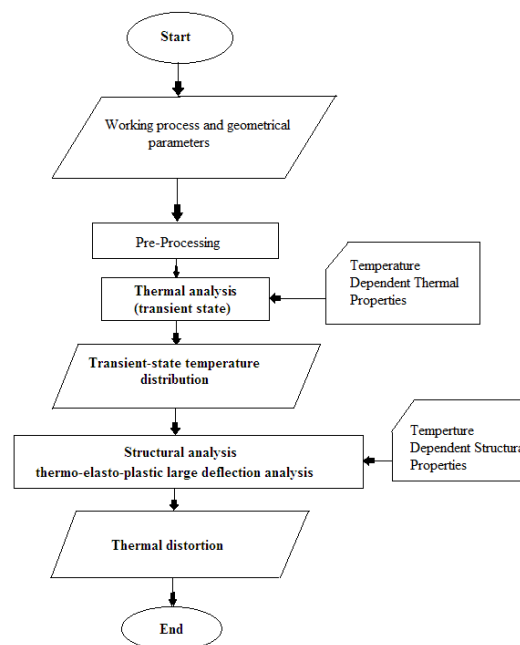 Start
Working process and geometrical
parameters
Pre-Processing
Thermal analysis
(transient state)
Temperature
Dependent Thermal
Properties
Transient-state temperature
distribution
Structural analysis
thermo-elasto-plastic large deflection analysis
Temperture
Dependent Structura
Properties
Thermal distortion
End